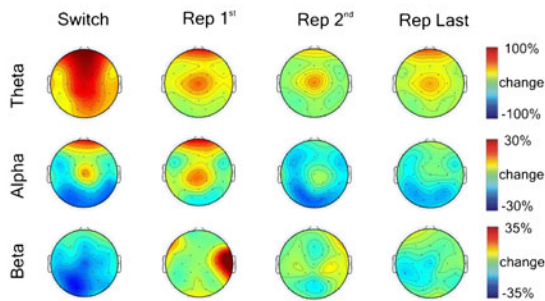 Switch Rep 1st Rep 2nd Rep Last
Theta
100%
change
-100%
Alpha
30%
change
-30%
Beta
35%
change
-35%